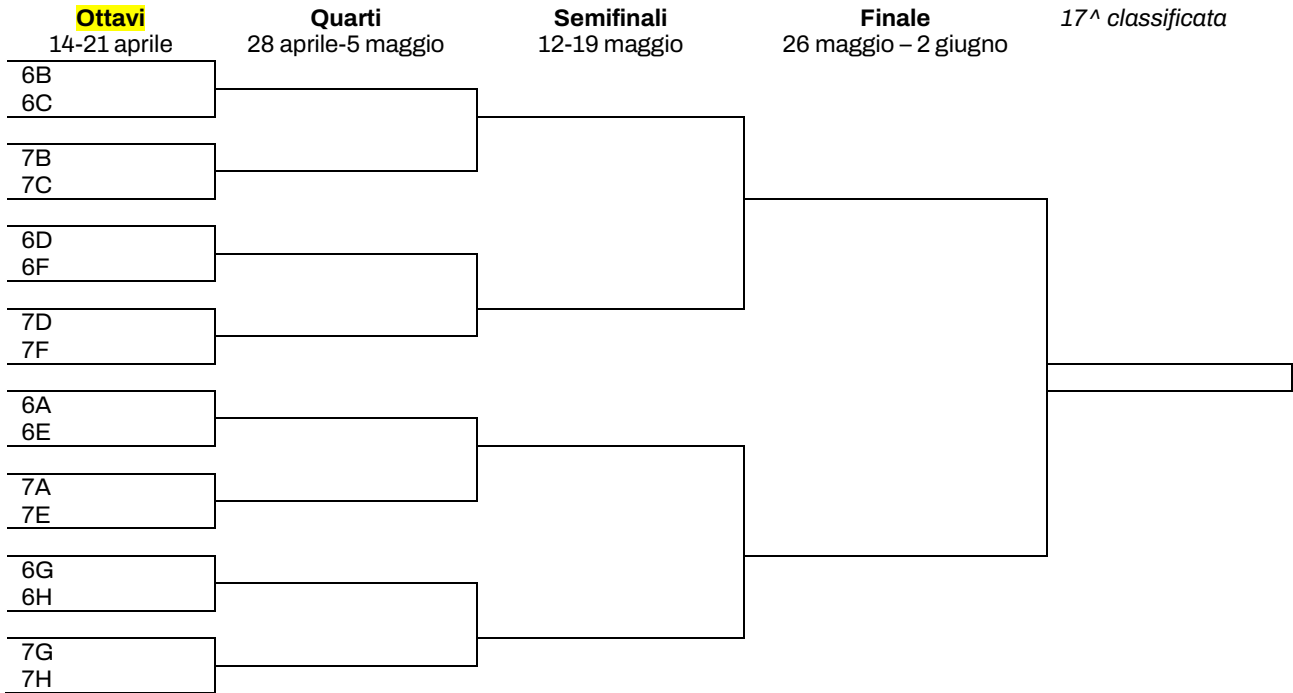 Ottavi Quarti Semifinali Finale 17^ classificata
14-21 aprile 28 aprile-5 maggio 12-19 maggio 26 maggio – 2 giugno
6B
6C
7B
7C
6D
6F
7D
7F
6A
6E
7A
7E
6G
6H
7G
7H